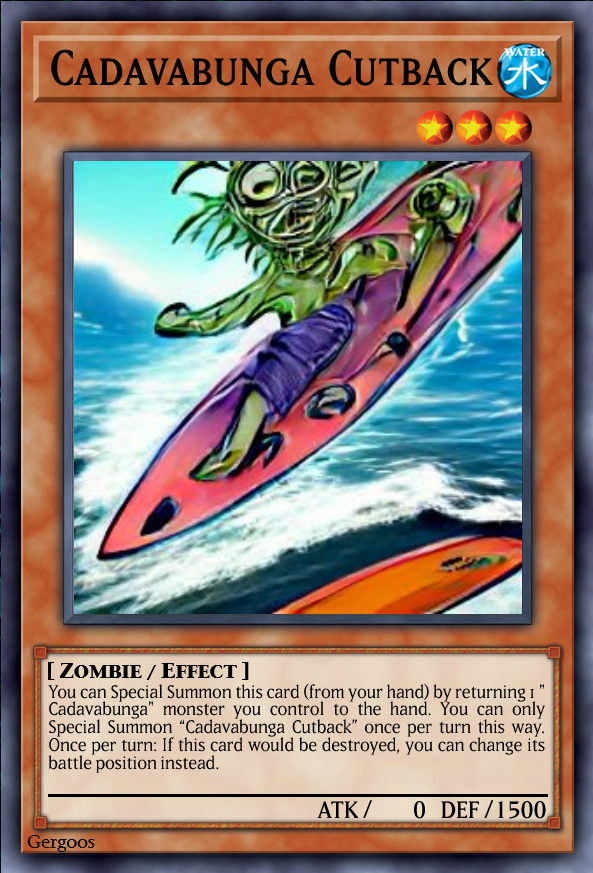 Cadavabunga Cutback
WATER
水
[ Zombie / Effect ]
You can Special Summon this card (from your hand) by returning 1 "
Cadavabunga" monster you control to the hand. You can only
Special Summon “Cadavabunga Cutback” once per turn this way.
Once per turn: If this card would be destroyed, you can change its
battle position instead.
ATK / 0 DEF /1500
Gergoos